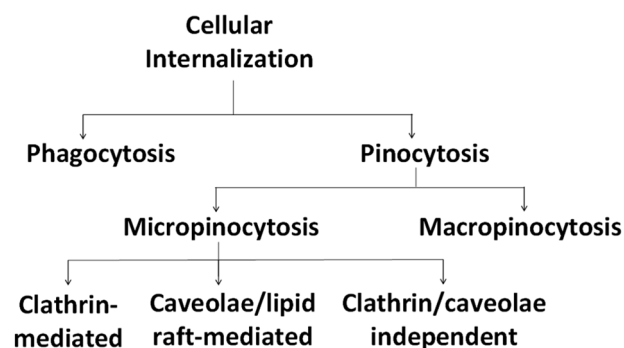 Cellular
Internalization
Phagocytosis
Pinocytosis
Micropinocytosis
Macropinocytosis
Clathrin-
mediated
Caveolae/lipid
raft-mediated
Clathrin/caveolae
independent